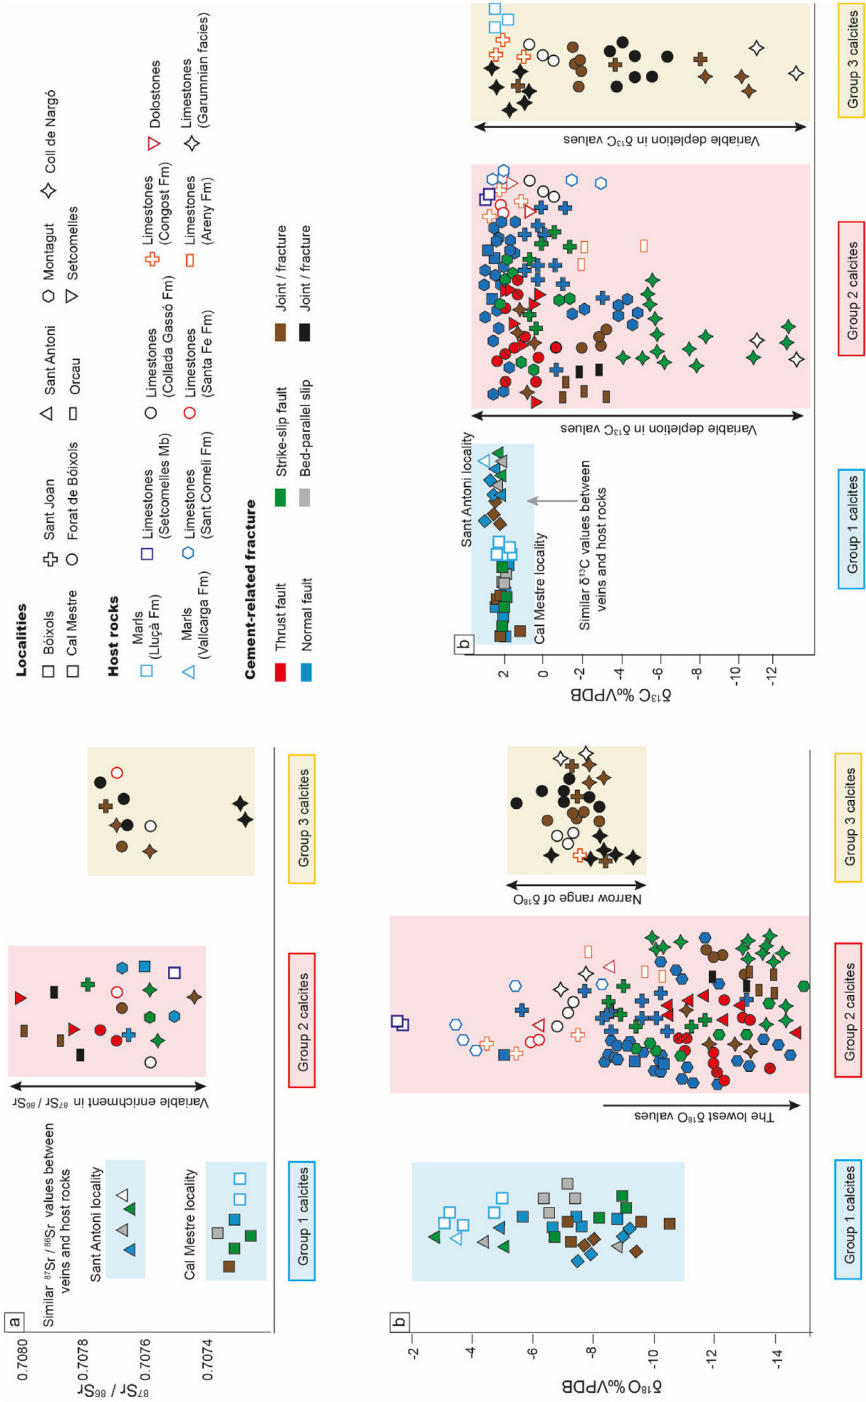 a
⁸⁷Sr / ⁸⁶Sr
0.7080
0.7078
0.7076
0.7074
Similar ⁸⁷Sr / ⁸⁶Sr values between
veins and host rocks
Sant Antoni locality
Cal Mestre locality
Variable enrichment in ⁸⁷Sr / ⁸⁶Sr
Group 1 calcites
Group 2 calcites
Group 3 calcites
Localities
Bóixols
Sant Joan
Sant Antoni
Montagut
Coll de Nargó
Cal Mestre
Forat de Bóixols
Orcau
Setcomelles
Host rocks
Marls
(Lluçà Fm)
Limestones
(Setcomelles Mb)
Limestones
(Collada Gassó Fm)
Limestones
(Congost Fm)
Dolostones
Marls
(Vallcarga Fm)
Limestones
(Sant Corneli Fm)
Limestones
(Santa Fe Fm)
Limestones
(Areny Fm)
Limestones
(Garumnian facies)
Cement-related fracture
Thrust fault
Strike-slip fault
Joint / fracture
Normal fault
Bed-parallel slip
Joint / fracture
b
δ¹⁸O ‰VPDB
-2
-4
-6
-8
-10
-12
-14
The lowest δ¹⁸O values
Narrow range of δ¹⁸O
Group 1 calcites
Group 2 calcites
Group 3 calcites
b
δ¹³C ‰VPDB
2
0
-2
-4
-6
-8
-10
-12
Sant Antoni locality
Cal Mestre locality
Similar δ¹³C values between
veins and host rocks
Variable depletion in δ¹³C values
Variable depletion in δ¹³C values
Group 1 calcites
Group 2 calcites
Group 3 calcites